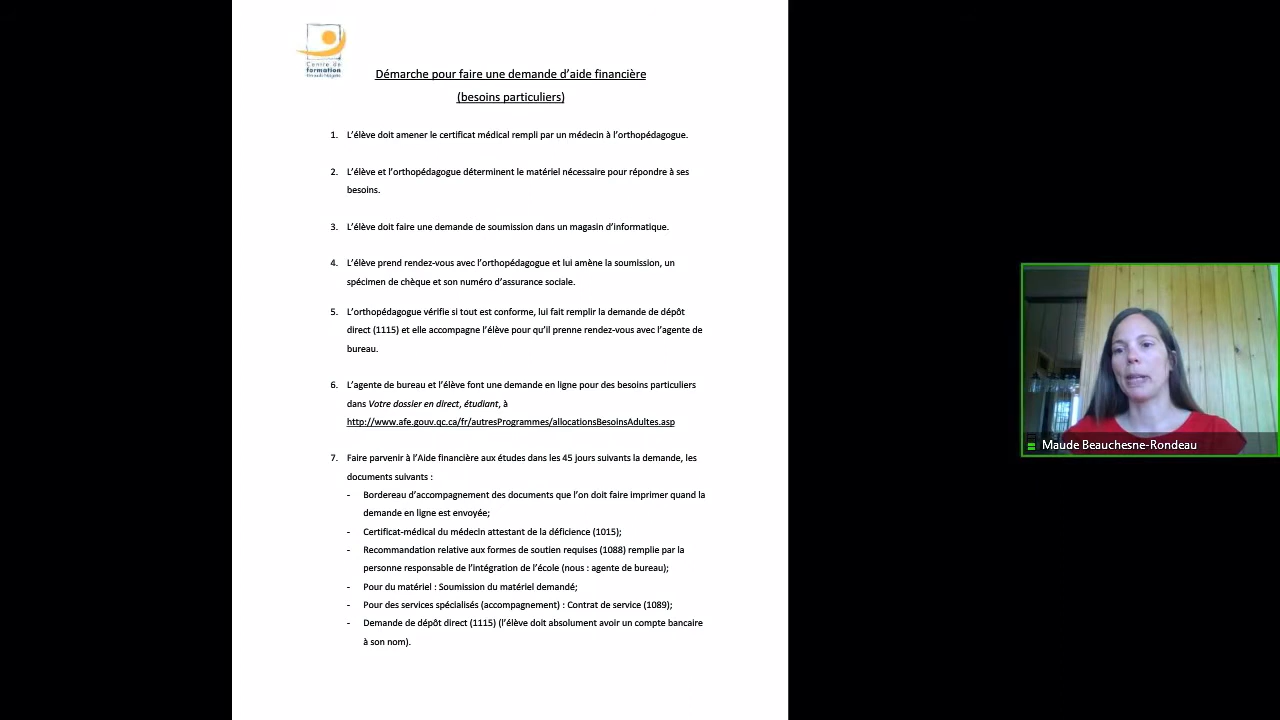 Centre de
formation
Démarche pour faire une demande d’aide financière
(besoins particuliers)
1. L’élève doit amener le certificat médical rempli par un médecin à l’orthopédagogue.
2. L’élève et l’orthopédagogue déterminent le matériel nécessaire pour répondre à ses
besoins.
3. L’élève doit faire une demande de soumission dans un magasin d’informatique.
4. L’élève prend rendez-vous avec l’orthopédagogue et lui amène la soumission, un
spécimen de chèque et son numéro d’assurance sociale.
5. L’orthopédagogue vérifie si tout est conforme, lui fait remplir la demande de dépôt
direct (1115) et elle accompagne l’élève pour qu’il prenne rendez-vous avec l’agente de
bureau.
6. L’agente de bureau et l’élève font une demande en ligne pour des besoins particuliers
dans Votre dossier en direct, étudiant, à
http://www.afe.gouv.qc.ca/fr/autresProgrammes/allocationsBesoinsAdultes.asp
7. Faire parvenir à l’Aide financière aux études dans les 45 jours suivants la demande, les
documents suivants :
- Bordereau d’accompagnement des documents que l’on doit faire imprimer quand la
demande en ligne est envoyée;
- Certificat-médical du médecin attestant de la déficience (1015);
- Recommandation relative aux formes de soutien requises (1088) remplie par la
personne responsable de l’intégration de l’école (nous : agente de bureau);
- Pour du matériel : Soumission du matériel demandé;
- Pour des services spécialisés (accompagnement) : Contrat de service (1089);
- Demande de dépôt direct (1115) (l’élève doit absolument avoir un compte bancaire
à son nom).
Maude Beauchesne-Rondeau